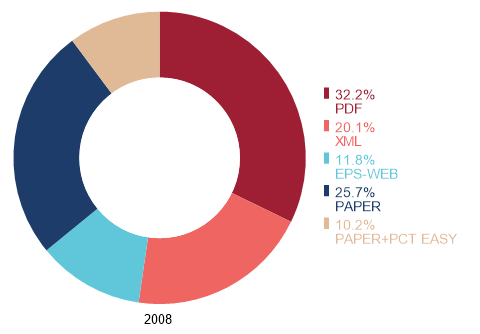 32.2%
PDF
20.1%
XML
11.8%
EPS-WEB
25.7%
PAPER
10.2%
PAPER+PCT EASY
2008